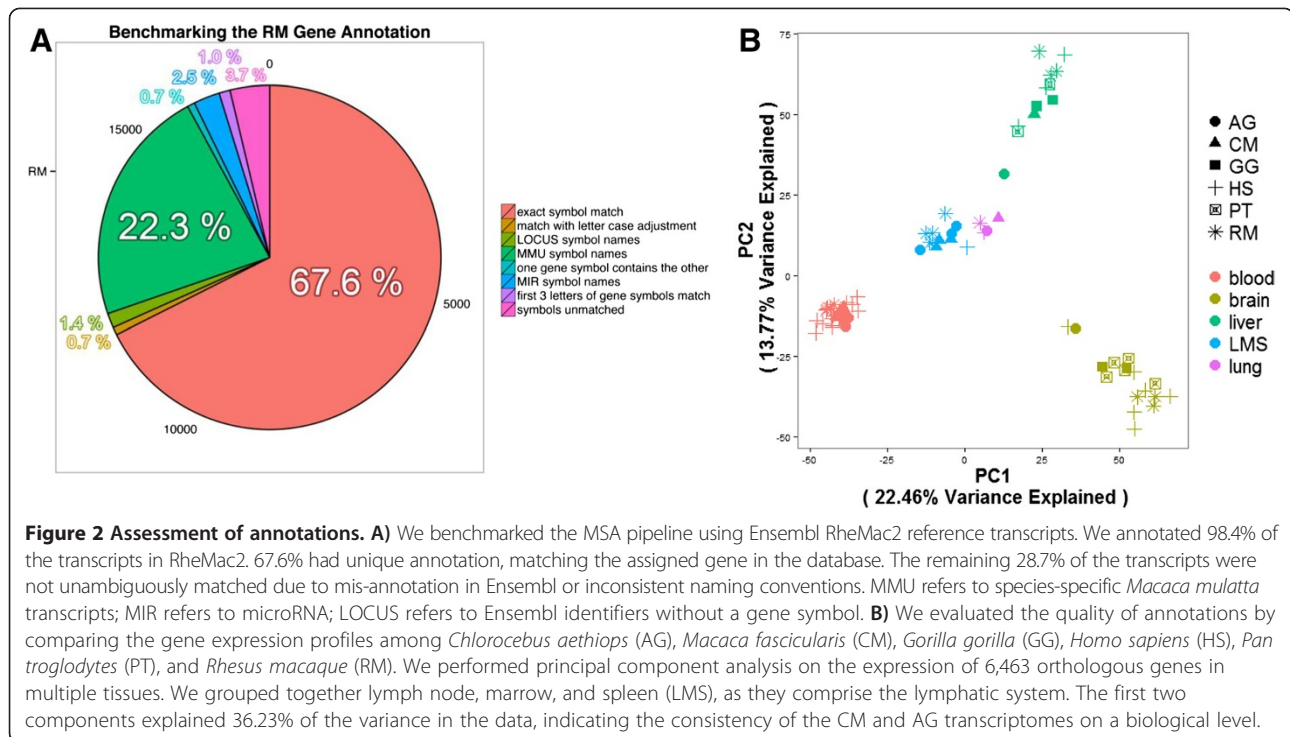 A
Benchmarking the RM Gene Annotation
1.0 %
0
2.5 %
3.7 %
0.7 %
15000
RM
22.3 %
67.6 %
5000
1.4 %
0.7 %
10000
exact symbol match
match with letter case adjustment
LOCUS symbol names
MMU symbol names
one gene symbol contains the other
MIR symbol names
first 3 letters of gene symbols match
symbols unmatched
B
75
50
25
0
-25
-50
PC2
( 13.77% Variance Explained )
-50
-25
0
25
50
PC1
( 22.46% Variance Explained )
AG
CM
GG
HS
PT
RM
blood
brain
liver
LMS
lung
Figure 2 Assessment of annotations. A) We benchmarked the MSA pipeline using Ensembl RheMac2 reference transcripts. We annotated 98.4% of
the transcripts in RheMac2. 67.6% had unique annotation, matching the assigned gene in the database. The remaining 28.7% of the transcripts were
not unambiguously matched due to mis-annotation in Ensembl or inconsistent naming conventions. MMU refers to species-specific Macaca mulatta
transcripts; MIR refers to microRNA; LOCUS refers to Ensembl identifiers without a gene symbol. B) We evaluated the quality of annotations by
comparing the gene expression profiles among Chlorocebus aethiops (AG), Macaca fascicularis (CM), Gorilla gorilla (GG), Homo sapiens (HS), Pan
troglodytes (PT), and Rhesus macaque (RM). We performed principal component analysis on the expression of 6,463 orthologous genes in
multiple tissues. We grouped together lymph node, marrow, and spleen (LMS), as they comprise the lymphatic system. The first two
components explained 36.23% of the variance in the data, indicating the consistency of the CM and AG transcriptomes on a biological level.